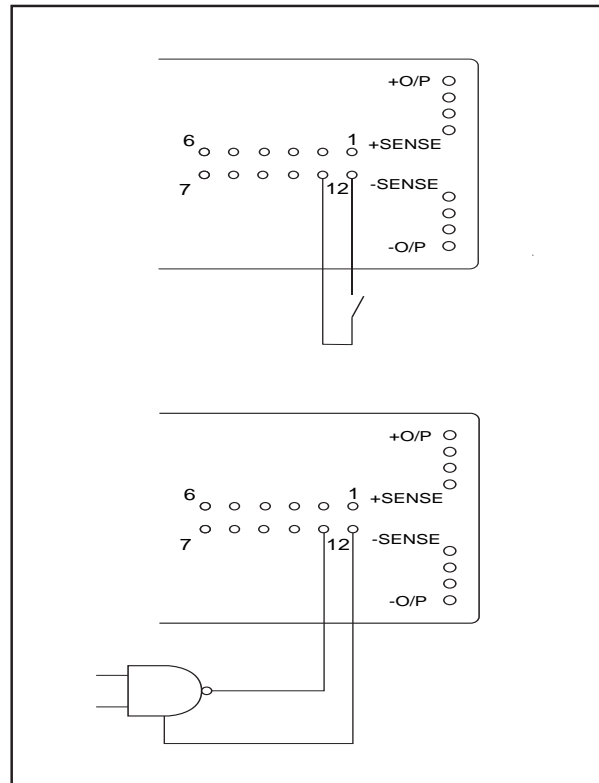 +O/P
6
1
+SENSE
7
12
-SENSE
-O/P
+O/P
6
1
+SENSE
7
12
-SENSE
-O/P